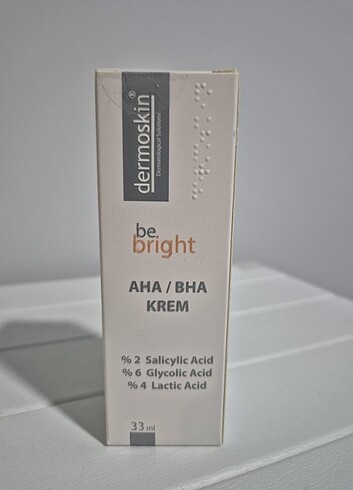 dermoskin®
Dermatological Solutions
be
bright
AHA / BHA
KREM
% 2 Salicylic Acid
% 6 Glycolic Acid
% 4 Lactic Acid
33 ml